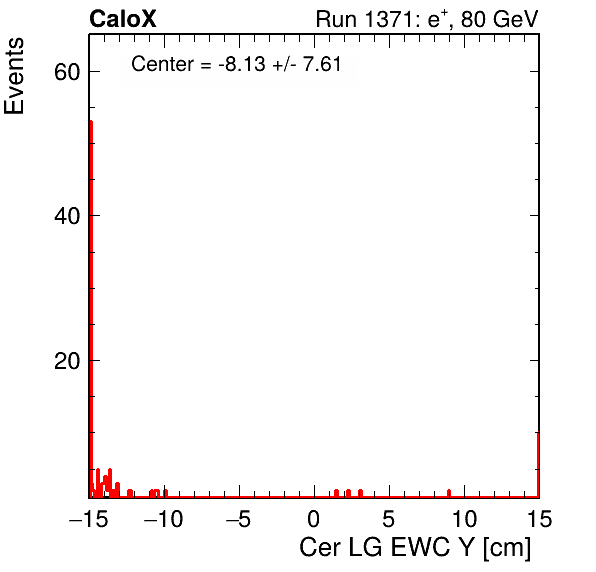 CaloX Run 1371: e+, 80 GeV
Center = -8.13 +/- 7.61
Events
60
40
20
−15 −10 −5 0 5 10 15
Cer LG EWC Y [cm]